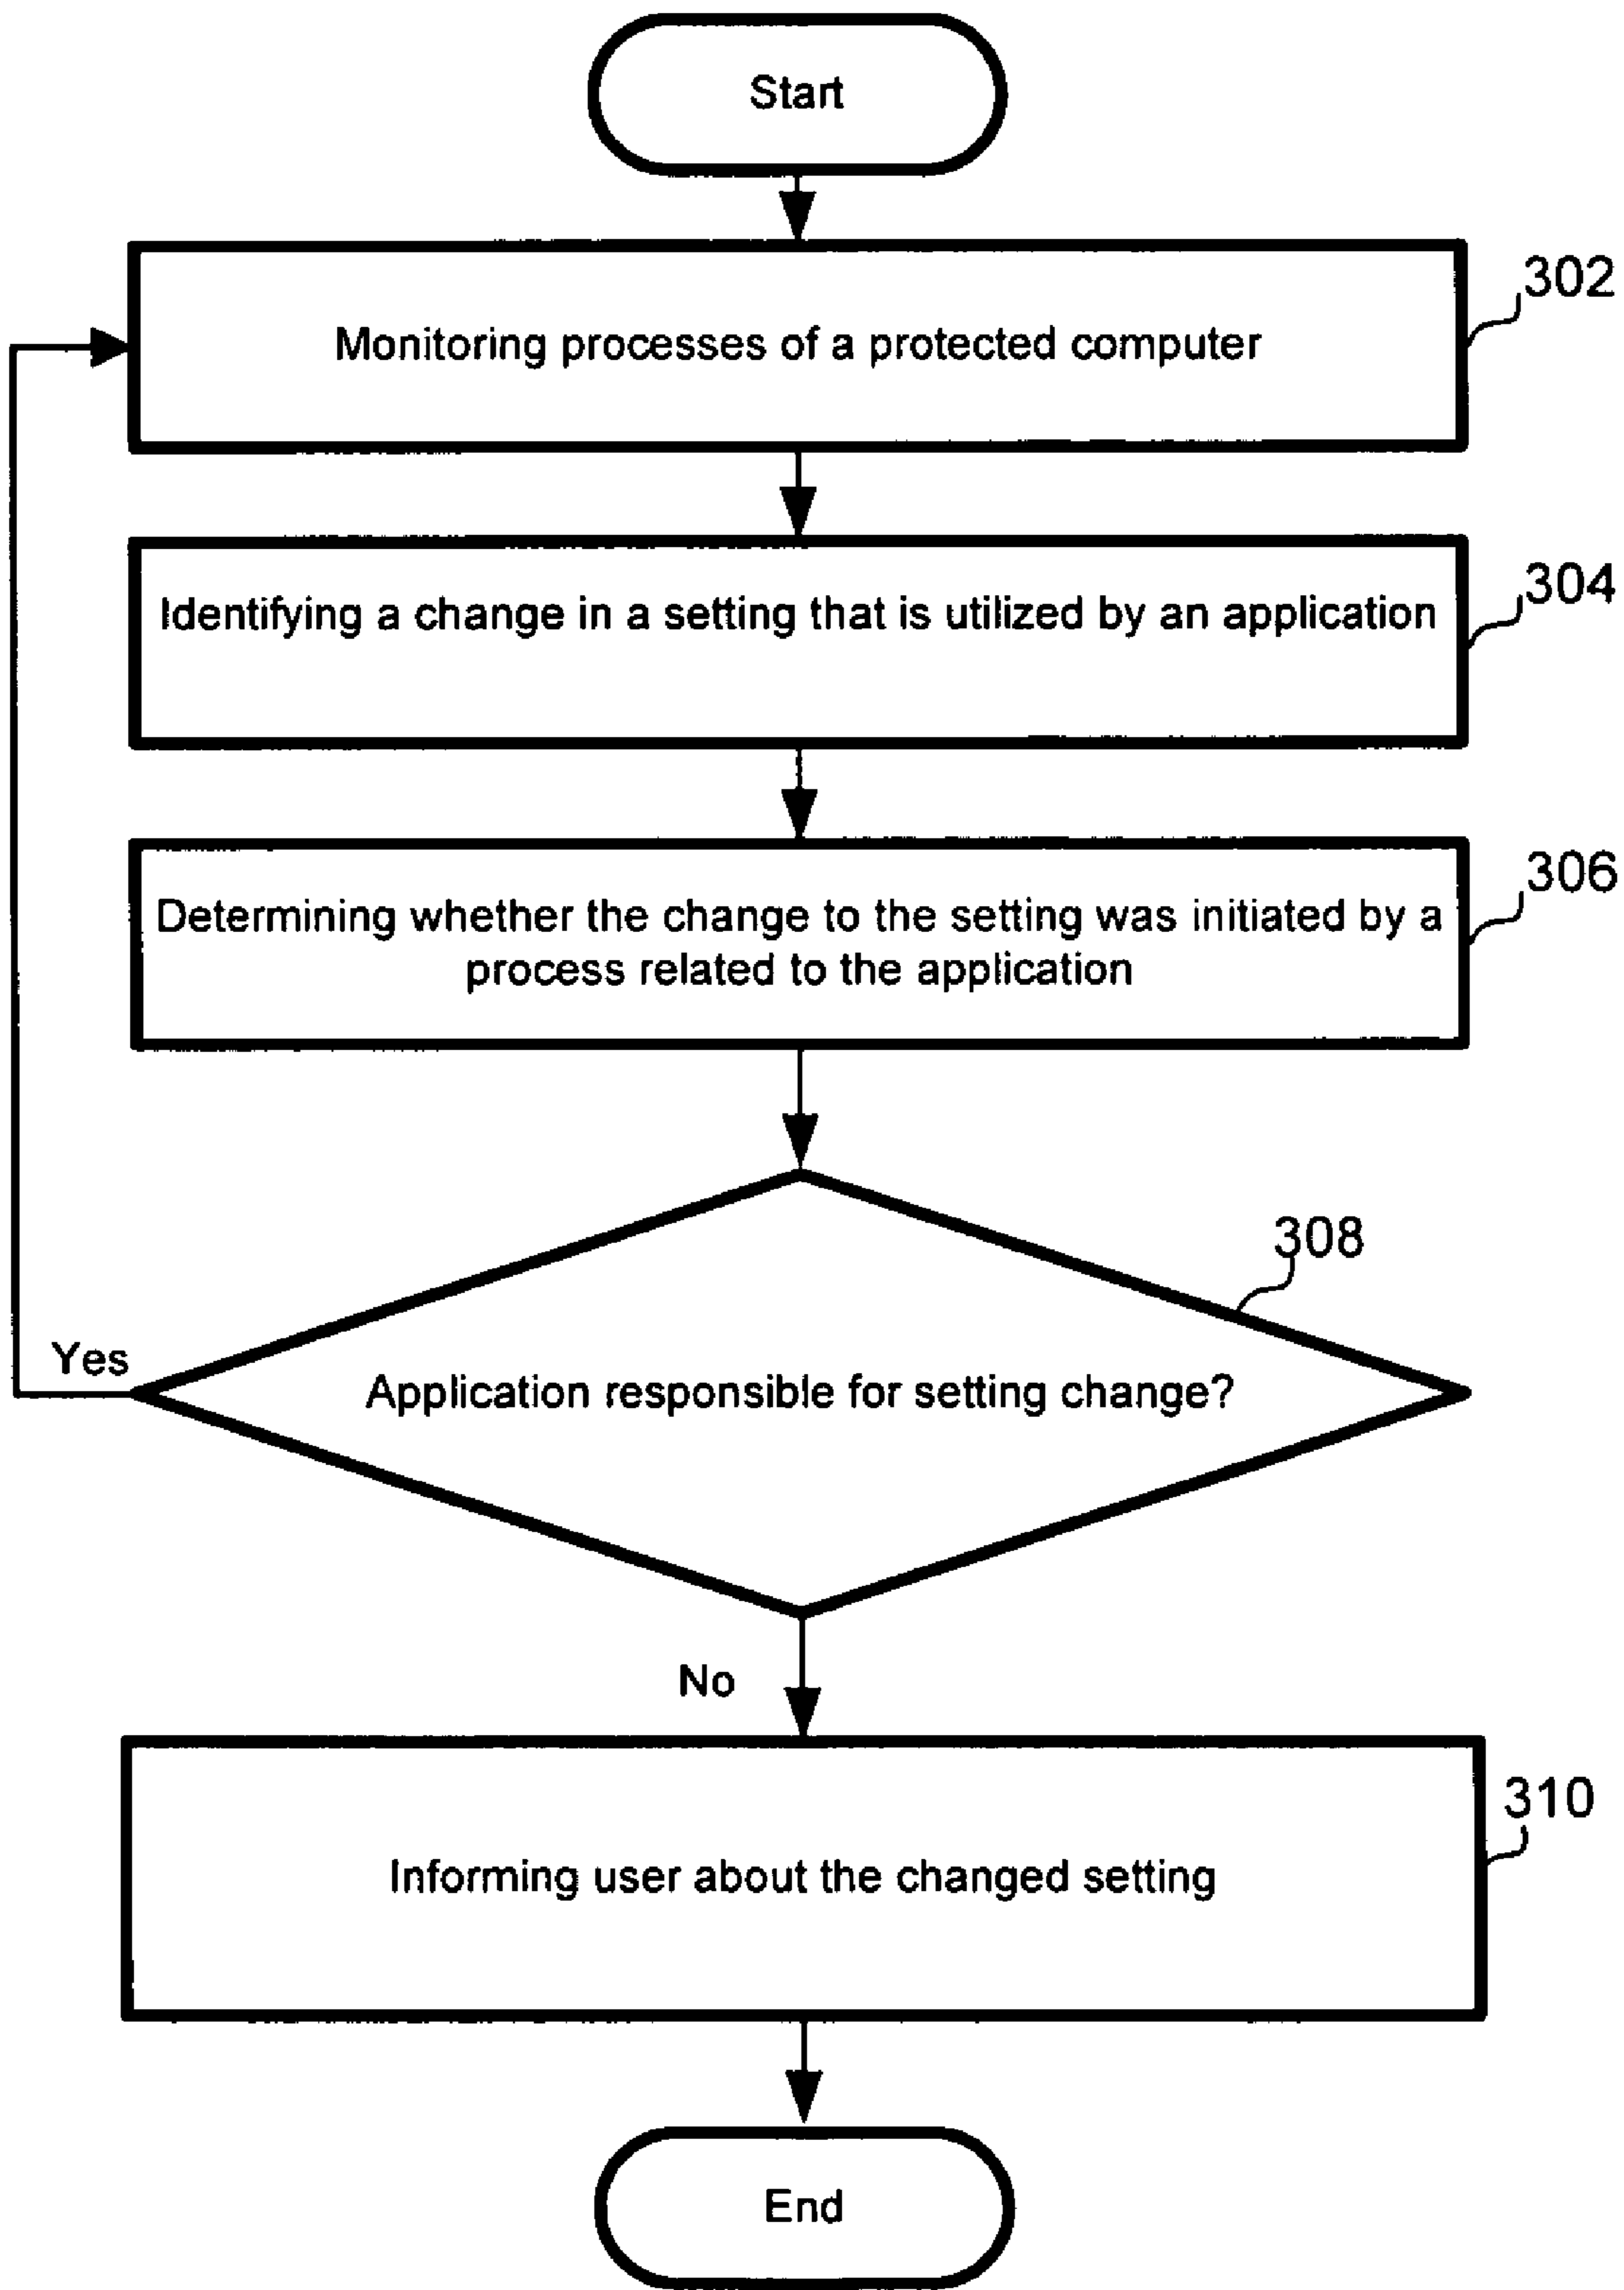 Start
302
Monitoring processes of a protected computer
304
Identifying a change in a setting that is utilized by an application
306
Determining whether the change to the setting was initiated by a
process related to the application
308
Yes
Application responsible for setting change?
No
310
Informing user about the changed setting
End